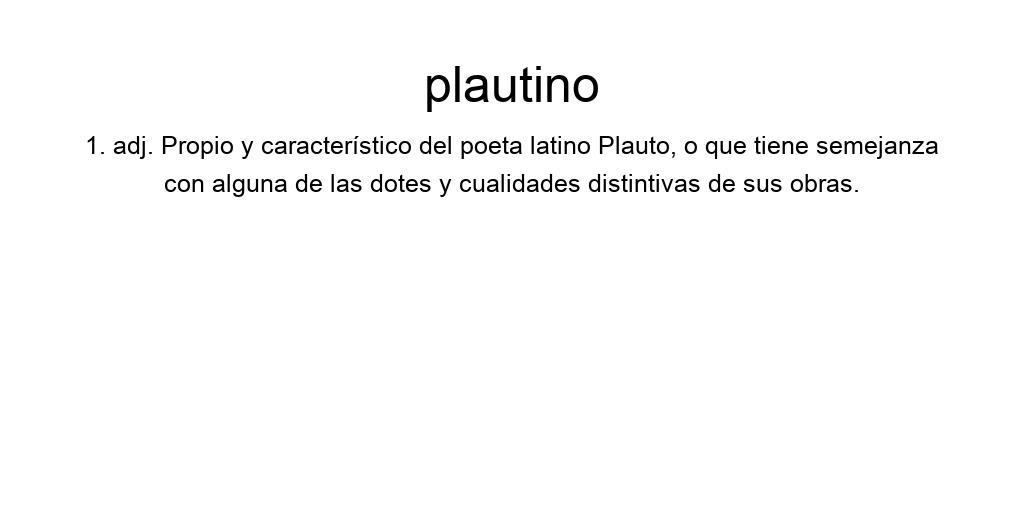 plautino
1. adj. Propio y característico del poeta latino Plauto, o que tiene semejanza
con alguna de las dotes y cualidades distintivas de sus obras.